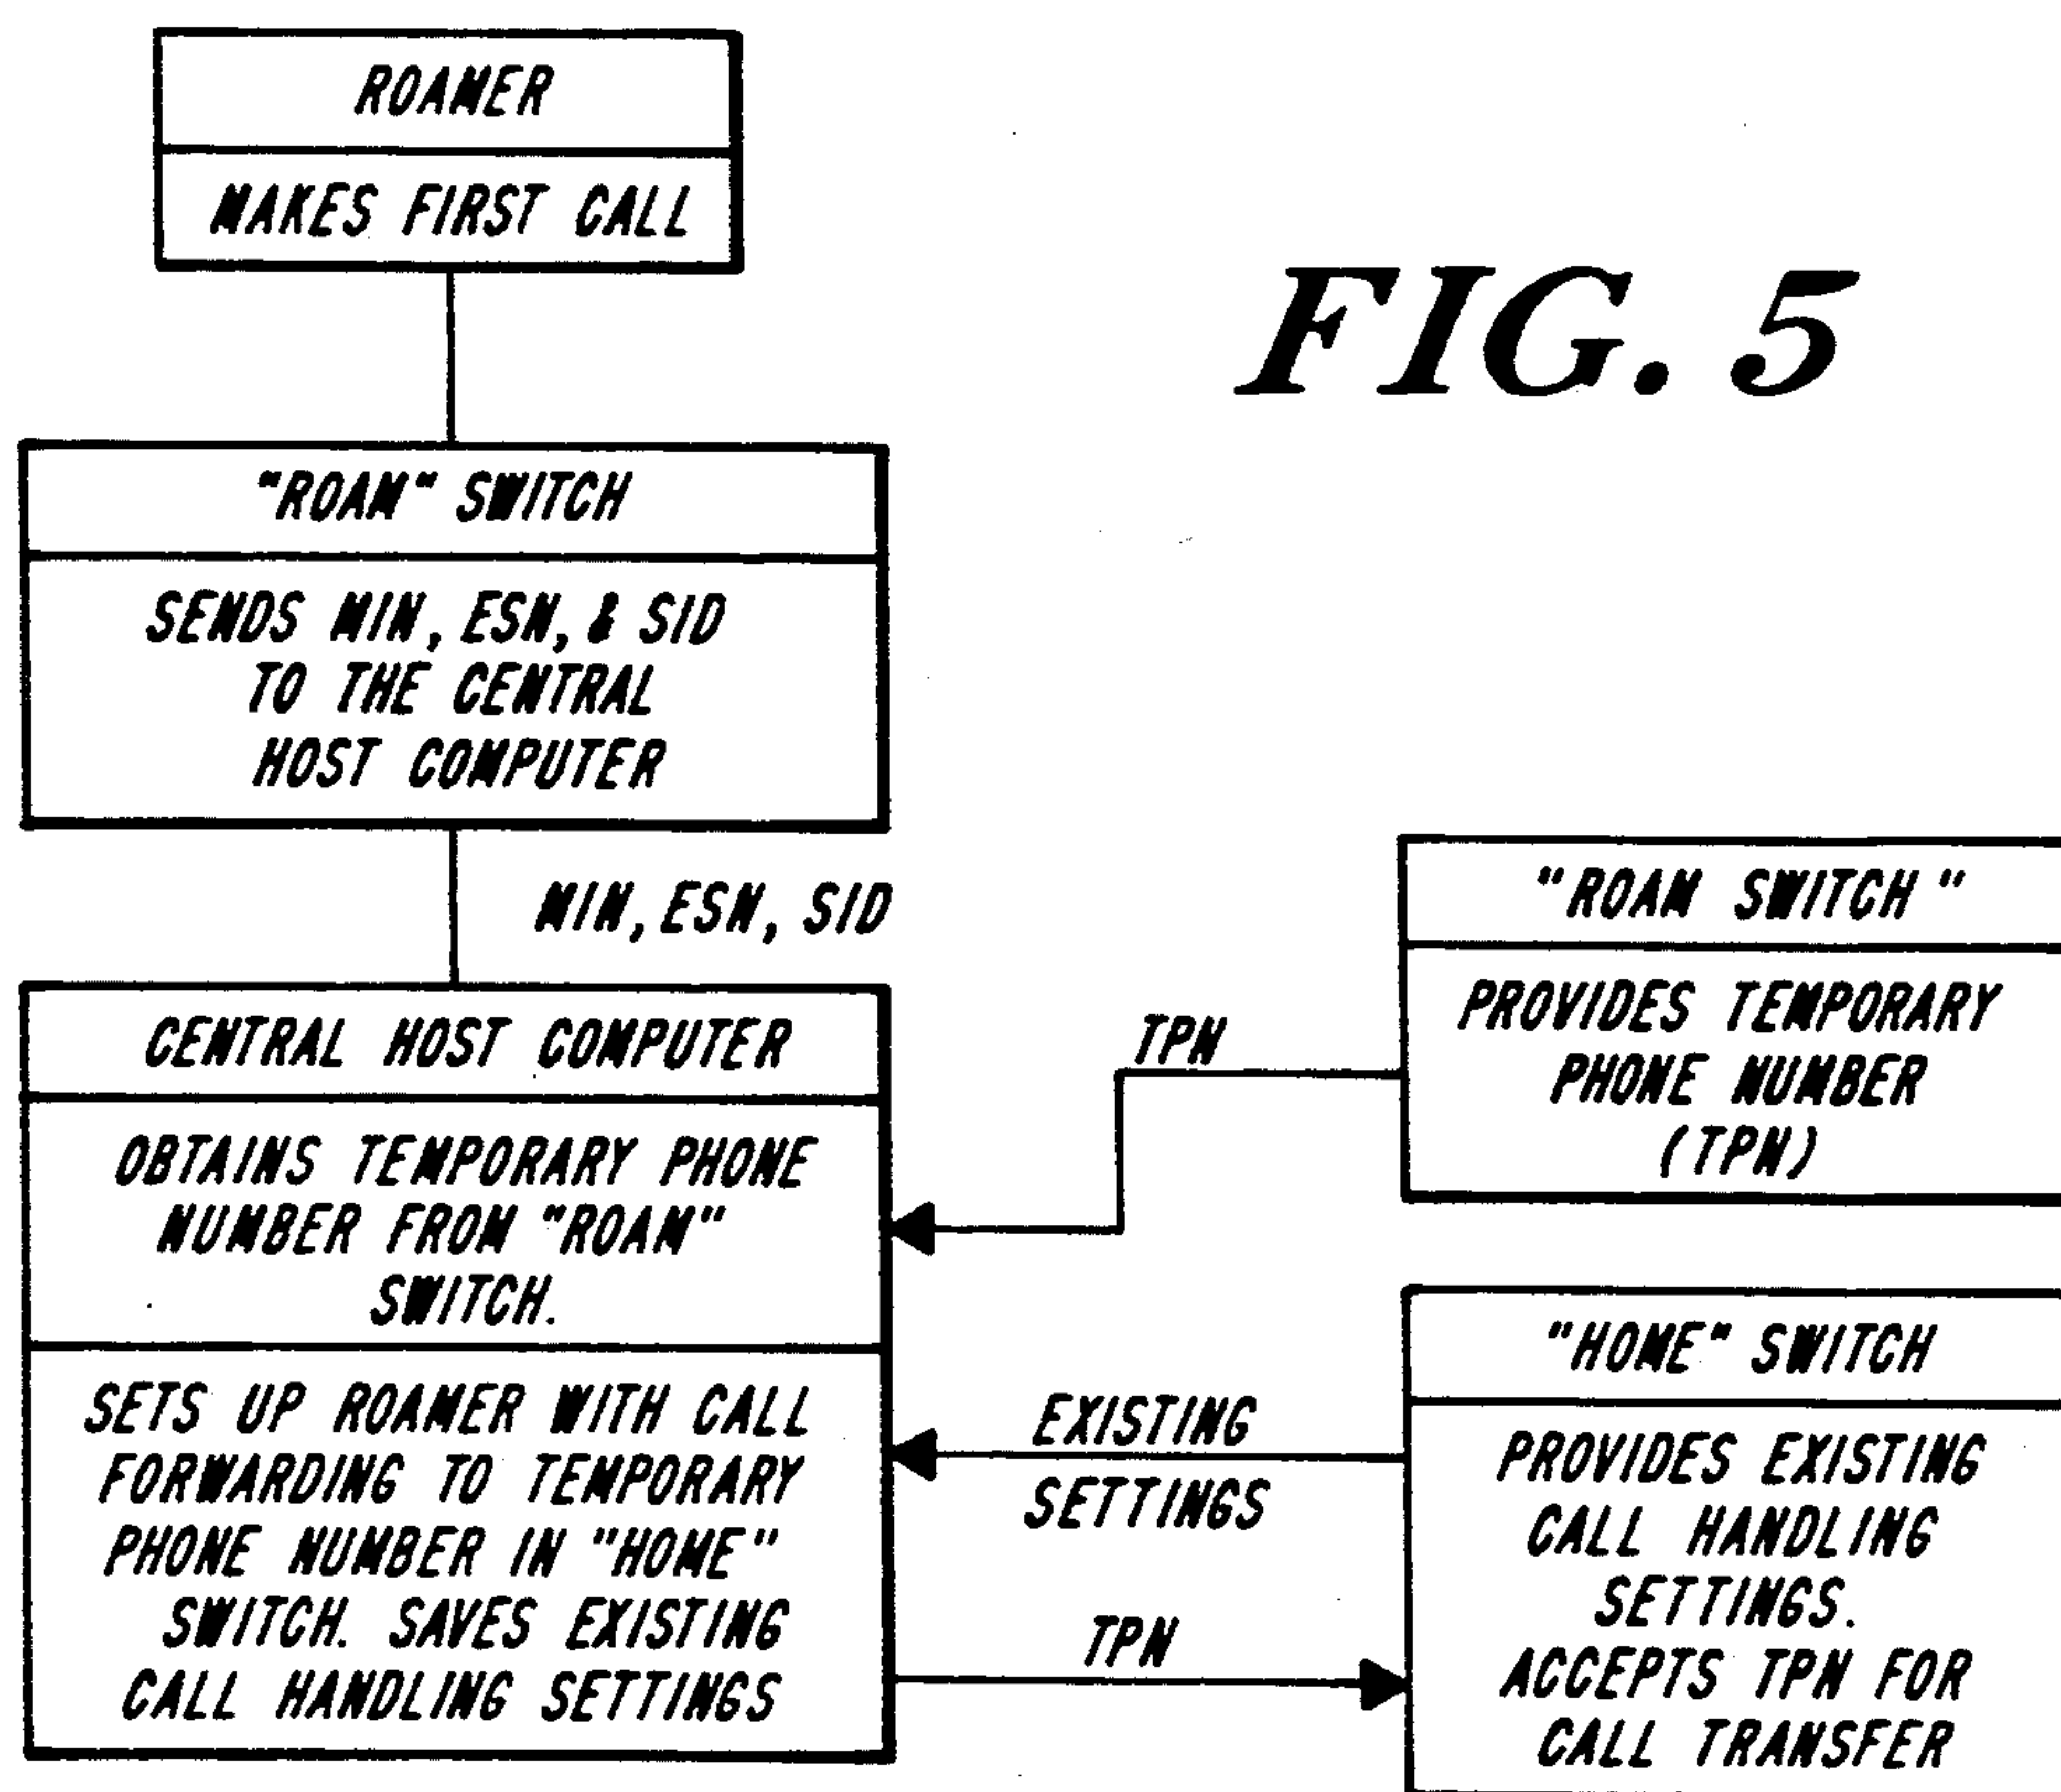 ROAMER
MAKES FIRST CALL
FIG. 5
"ROAM" SWITCH
SENDS MIN, ESN, & SID
TO THE CENTRAL
HOST COMPUTER
MIN, ESN, SID
CENTRAL HOST COMPUTER
OBTAINS TEMPORARY PHONE
NUMBER FROM "ROAM"
SWITCH.
SETS UP ROAMER WITH CALL
FORWARDING TO TEMPORARY
PHONE NUMBER IN "HOME"
SWITCH. SAVES EXISTING
CALL HANDLING SETTINGS
TPN
"ROAM SWITCH"
PROVIDES TEMPORARY
PHONE NUMBER
(TPN)
EXISTING
SETTINGS
TPN
"HOME" SWITCH
PROVIDES EXISTING
CALL HANDLING
SETTINGS.
ACCEPTS TPN FOR
CALL TRANSFER